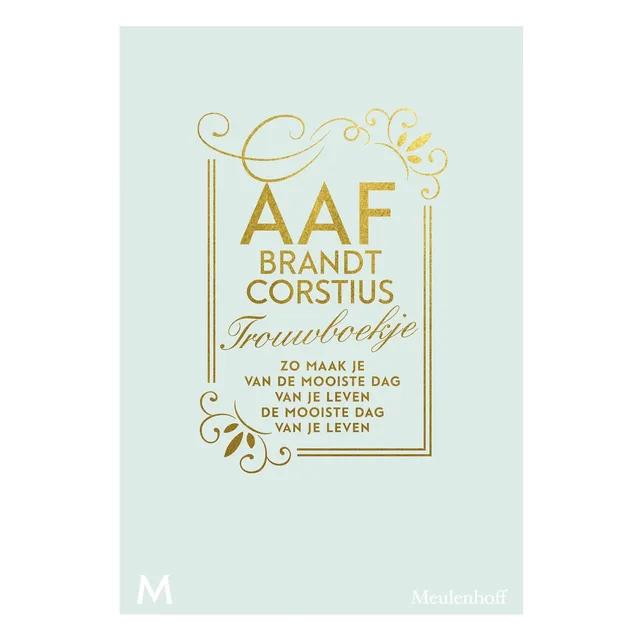 AAF
BRANDT
CORSTIUS
Trouwboekje
ZO MAAK JE
VAN DE MOOISTE DAG
VAN JE LEVEN
DE MOOISTE DAG
VAN JE LEVEN
M
Meulenhoff